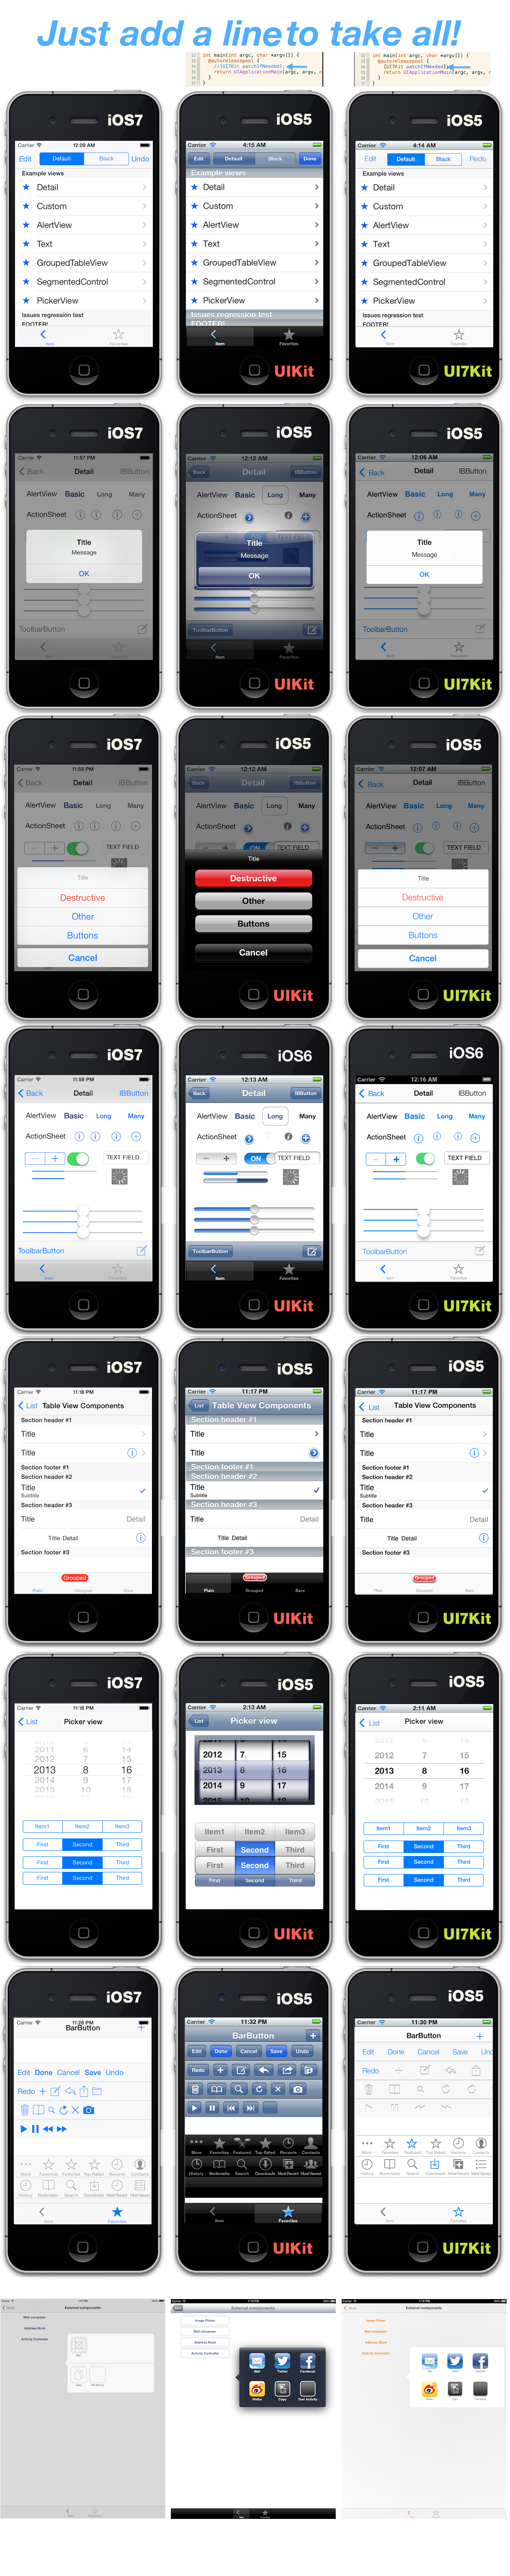 Just add a line to take all!
int main(int argc, char *argv[]) {
@autoreleasepool {
//[UI7Kit patchIfNeeded];
return UIApplicationMain(argc, argv, n
}
}
int main(int argc, char *argv[]) {
@autoreleasepool {
[UI7Kit patchIfNeeded];
return UIApplicationMain(argc, argv, r
}
}
iOS7
Carrier 12:09 AM
Edit Default Black Undo
Example views
Detail
Custom
AlertView
Text
GroupedTableView
SegmentedControl
PickerView
Issues regression test
FOOTER!
Item Favorites
iOS5
Carrier 4:15 AM
Edit Default Black Done
Example views
Detail
Custom
AlertView
Text
GroupedTableView
SegmentedControl
PickerView
Issues regression test
FOOTER!
Item Favorites
UIKit
iOS5
Carrier 4:14 AM
Edit Default Black Redo
Example views
Detail
Custom
AlertView
Text
GroupedTableView
SegmentedControl
PickerView
Issues regression test
FOOTER!
Item Favorites
UI7Kit
iOS7
Carrier 11:57 PM
Back Detail IBButton
AlertView Basic Long Many
ActionSheet
Title
Message
OK
ToolbarButton
Item Favorites
iOS5
Carrier 12:12 AM
Back Detail IBButton
AlertView Basic Long Many
ActionSheet
Title
Message
OK
ToolbarButton
Item Favorites
UIKit
iOS5
Carrier 12:06 AM
Back Detail IBButton
AlertView Basic Long Many
ActionSheet
Title
Message
OK
ToolbarButton
Item Favorites
UI7Kit
iOS7
Carrier 11:59 PM
Back Detail IBButton
AlertView Basic Long Many
ActionSheet
TEXT FIELD
Title
Destructive
Other
Buttons
Cancel
iOS5
Carrier 12:12 AM
Back Detail IBButton
AlertView Basic Long Many
ActionSheet
ON TEXT FIELD
Title
Destructive
Other
Buttons
Cancel
UIKit
iOS5
Carrier 12:07 AM
Back Detail IBButton
AlertView Basic Long Many
ActionSheet
TEXT FIELD
Title
Destructive
Other
Buttons
Cancel
UI7Kit
iOS7
Carrier 11:58 PM
Back Detail IBButton
AlertView Basic Long Many
ActionSheet
TEXT FIELD
ToolbarButton
Item Favorites
iOS6
Carrier 12:13 AM
Back Detail IBButton
AlertView Basic Long Many
ActionSheet
ON TEXT FIELD
ToolbarButton
Item Favorites
UIKit
iOS6
Carrier 12:16 AM
Back Detail IBButton
AlertView Basic Long Many
ActionSheet
TEXT FIELD
ToolbarButton
Item Favorites
UI7Kit
iOS7
Carrier 11:18 PM
List Table View Components
Section header #1
Title
Title
Section footer #1
Section header #2
Title
Subtitle
Section header #3
Title Detail
Title Detail
Section footer #3
Grouped
Plain Grouped Bare
iOS5
Carrier 11:17 PM
List Table View Components
Section header #1
Title
Title
Section footer #1
Section header #2
Title
Subtitle
Section header #3
Title Detail
Title Detail
Section footer #3
Grouped
Plain Grouped Bare
UIKit
iOS5
Carrier 11:17 PM
List Table View Components
Section header #1
Title
Title
Section footer #1
Section header #2
Title
Subtitle
Section header #3
Title Detail
Title Detail
Section footer #3
Grouped
Plain Grouped Bare
UI7Kit
iOS7
Carrier 11:18 PM
List Picker view
2011 6 14
2012 7 15
2013 8 16
2014 9 17
2015 10 18
Item1 Item2 Item3
First Second Third
First Second Third
First Second Third
iOS5
Carrier 2:13 AM
List Picker view
2012 7 15
2013 8 16
2014 9 17
Item1 Item2 Item3
First Second Third
First Second Third
First Second Third
UIKit
iOS5
Carrier 2:11 AM
List Picker view
2012 7 15
2013 8 16
2014 9 17
Item1 Item2 Item3
First Second Third
First Second Third
First Second Third
UI7Kit
iOS7
Carrier 11:28 PM
BarButton
Edit Done Cancel Save Undo
Redo
More Favorites Featured Top Rated Recents Contacts
History Bookmarks Search Downloads Most Recent Most Viewed
Item Favorites
iOS5
Carrier 11:32 PM
BarButton
Edit Done Cancel Save Undo
Redo
More Favorites Featured Top Rated Recents Contacts
History Bookmarks Search Downloads Most Recent Most Viewed
Item Favorites
UIKit
iOS5
Carrier 11:30 PM
BarButton
Edit Done Cancel Save Undo
Redo
More Favorites Featured Top Rated Recents Contacts
History Bookmarks Search Downloads Most Recent Most Viewed
Item Favorites
UI7Kit
External components
Mail composer
Address Book
Activity Controller
External components
Image Picker
Mail composer
Address Book
Activity Controller
Mail Twitter Facebook
Weibo Copy Test Activity
External components
Image Picker
Mail composer
Address Book
Activity Controller